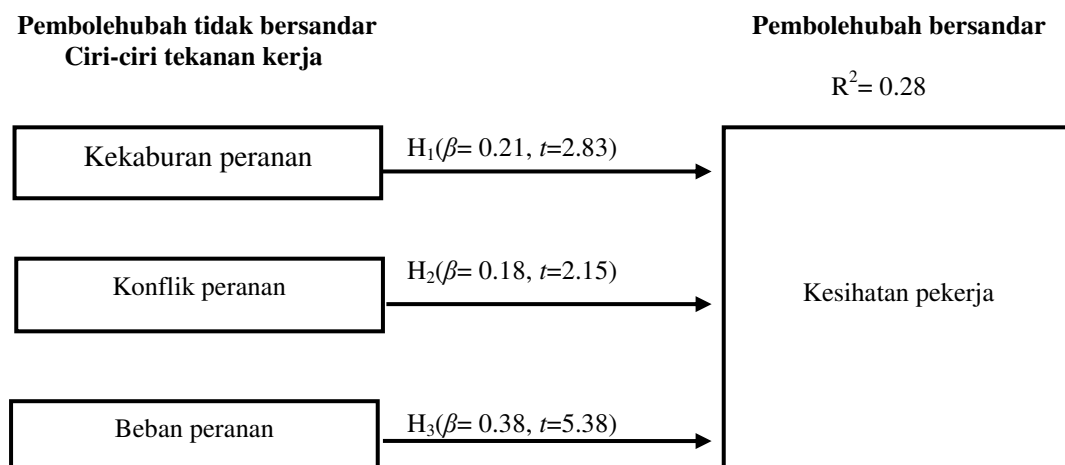 Pembolehubah tidak bersandar
Ciri-ciri tekanan kerja
Pembolehubah bersandar
R²= 0.28
Kekaburan peranan
H₁(β= 0.21, t=2.83)
Konflik peranan
H₂(β= 0.18, t=2.15)
Kesihatan pekerja
Beban peranan
H₃(β= 0.38, t=5.38)